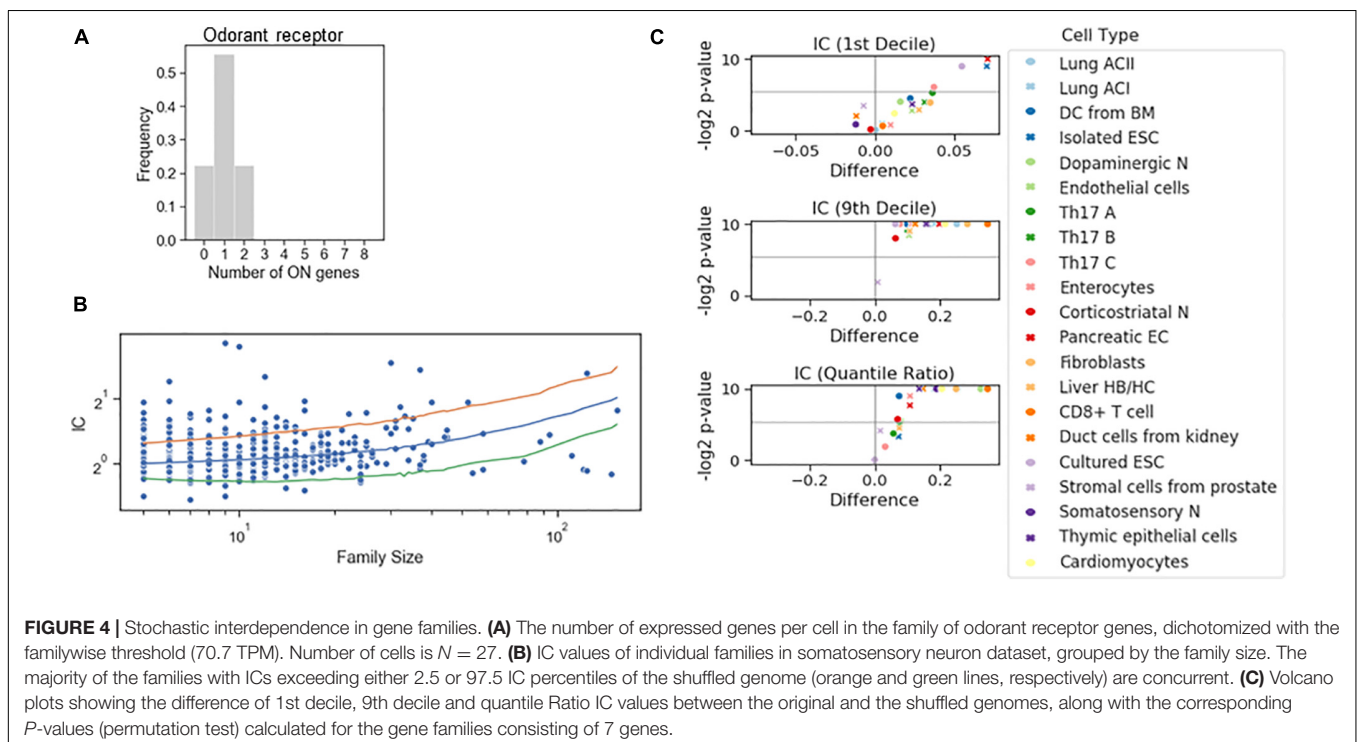 A
Odorant receptor
0.5
0.4
0.3
0.2
0.1
0.0
Frequency
0 1 2 3 4 5 6 7 8
Number of ON genes
B
IC
2^1
2^0
10^1
10^2
Family Size
C
IC (1st Decile)
10
0
-log2 p-value
−0.05 0.00 0.05
Difference
IC (9th Decile)
10
0
-log2 p-value
−0.2 0.0 0.2
Difference
IC (Quantile Ratio)
10
0
-log2 p-value
−0.2 0.0 0.2
Difference
Cell Type
Lung ACII
Lung ACI
DC from BM
Isolated ESC
Dopaminergic N
Endothelial cells
Th17 A
Th17 B
Th17 C
Enterocytes
Corticostriatal N
Pancreatic EC
Fibroblasts
Liver HB/HC
CD8+ T cell
Duct cells from kidney
Cultured ESC
Stromal cells from prostate
Somatosensory N
Thymic epithelial cells
Cardiomyocytes
FIGURE 4 | Stochastic interdependence in gene families. (A) The number of expressed genes per cell in the family of odorant receptor genes, dichotomized with the
familywise threshold (70.7 TPM). Number of cells is N = 27. (B) IC values of individual families in somatosensory neuron dataset, grouped by the family size. The
majority of the families with ICs exceeding either 2.5 or 97.5 IC percentiles of the shuffled genome (orange and green lines, respectively) are concurrent. (C) Volcano
plots showing the difference of 1st decile, 9th decile and quantile Ratio IC values between the original and the shuffled genomes, along with the corresponding
P-values (permutation test) calculated for the gene families consisting of 7 genes.